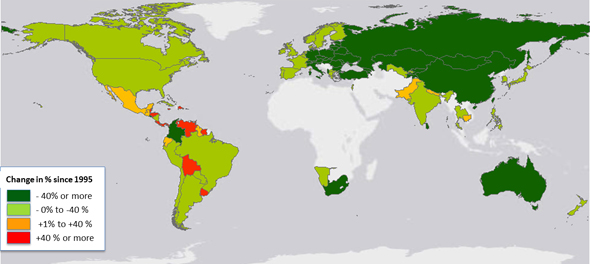 Change in % since 1995
- 40% or more
- 0% to -40 %
+1% to +40 %
+40 % or more